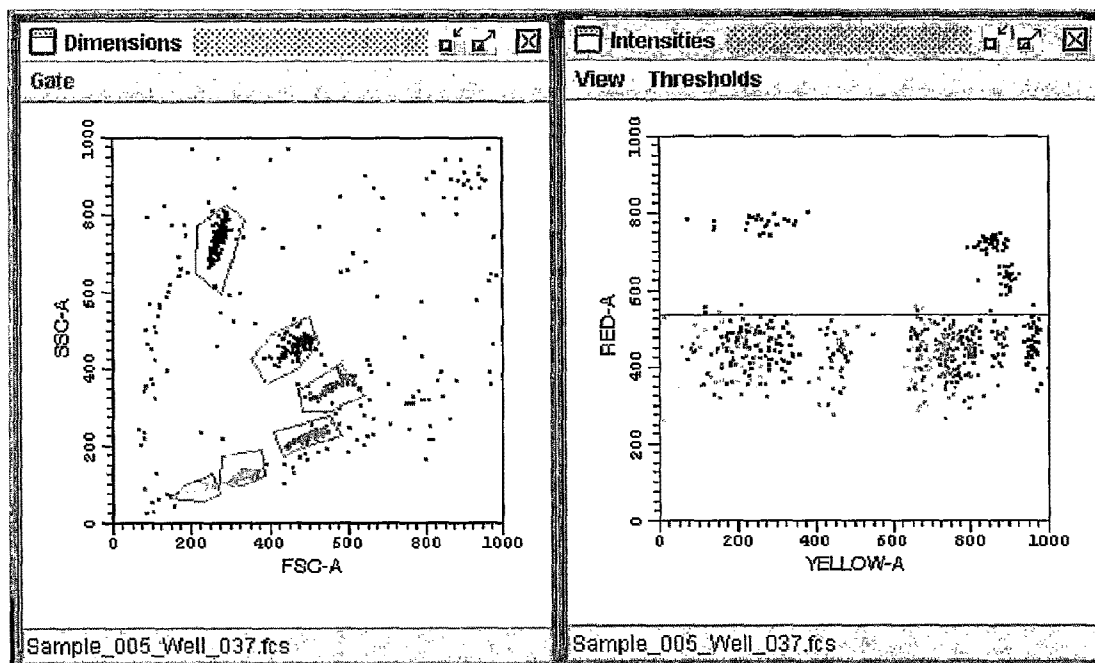 Dimensions
Gate
SSC-A
1000
800
600
400
200
0
0 200 400 600 800 1000
FSC-A
Sample_005_Well_037.fcs
Intensities
View Thresholds
RED-A
1000
800
600
400
200
0
0 200 400 600 800 1000
YELLOW-A
Sample_005_Well_037.fcs